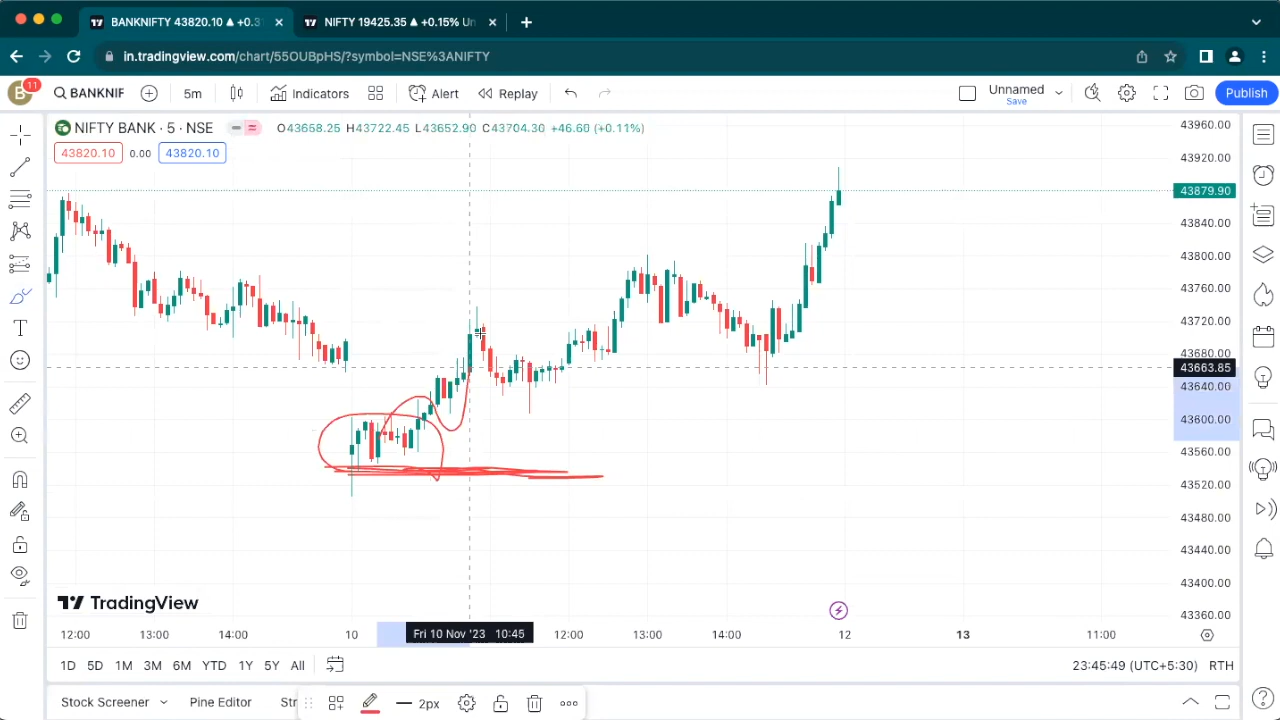 BANKNIFTY 43820.10 ▲ +0.3
NIFTY 19425.35 ▲ +0.15% Un
in.tradingview.com/chart/55OUBpHS/?symbol=NSE%3ANIFTY
B 11 BANKNIF 5m Indicators Alert Replay Unnamed Save Publish
NIFTY BANK · 5 · NSE O43658.25 H43722.45 L43652.90 C43704.30 +46.60 (+0.11%)
43820.10 0.00 43820.10
43960.00
43920.00
43879.90
43840.00
43800.00
43760.00
43720.00
43680.00
43663.85
43640.00
43600.00
43560.00
43520.00
43480.00
43440.00
43400.00
43360.00
TradingView
12:00 13:00 14:00 10 Fri 10 Nov '23 10:45 12:00 13:00 14:00 12 13 11:00
1D 5D 1M 3M 6M YTD 1Y 5Y All 23:45:49 (UTC+5:30) RTH
Stock Screener Pine Editor Str 2px